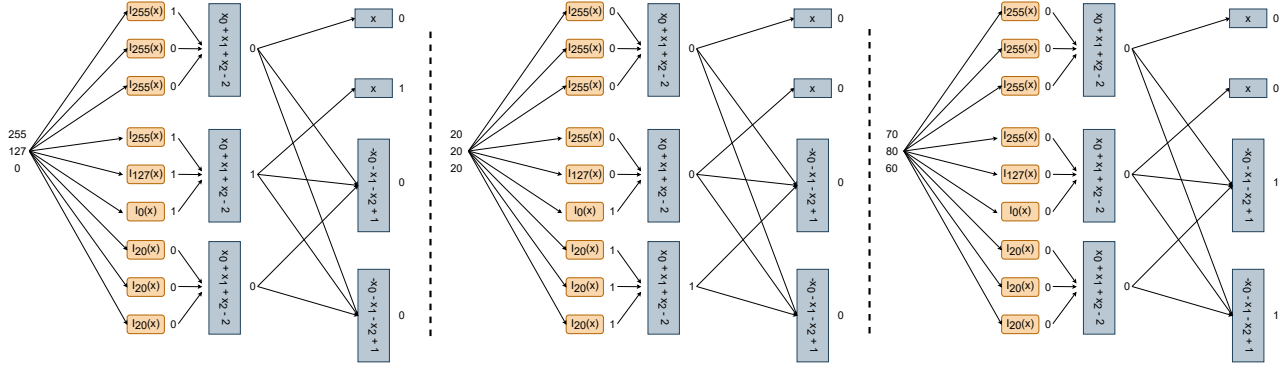 255
127
0
I₂₅₅(x) 1
I₂₅₅(x) 0
I₂₅₅(x) 0
I₂₅₅(x) 1
I₁₂₇(x) 1
I₀(x) 1
I₂₀(x) 0
I₂₀(x) 0
I₂₀(x) 0
x₀ + x₁ + x₂ - 2
0
x₀ + x₁ + x₂ - 2
1
x₀ + x₁ + x₂ - 2
0
x 0
x 1
-x₀ - x₁ - x₂ + 1
0
-x₀ - x₁ - x₂ + 1
0
20
20
20
I₂₅₅(x) 0
I₂₅₅(x) 0
I₂₅₅(x) 0
I₂₅₅(x) 0
I₁₂₇(x) 0
I₀(x) 1
I₂₀(x) 1
I₂₀(x) 1
I₂₀(x) 1
x₀ + x₁ + x₂ - 2
0
x₀ + x₁ + x₂ - 2
0
x₀ + x₁ + x₂ - 2
1
x 0
x 0
-x₀ - x₁ - x₂ + 1
0
-x₀ - x₁ - x₂ + 1
0
70
80
60
I₂₅₅(x) 0
I₂₅₅(x) 0
I₂₅₅(x) 0
I₂₅₅(x) 0
I₁₂₇(x) 0
I₀(x) 0
I₂₀(x) 0
I₂₀(x) 0
I₂₀(x) 0
x₀ + x₁ + x₂ - 2
0
x₀ + x₁ + x₂ - 2
0
x₀ + x₁ + x₂ - 2
0
x 0
x 0
-x₀ - x₁ - x₂ + 1
1
-x₀ - x₁ - x₂ + 1
1